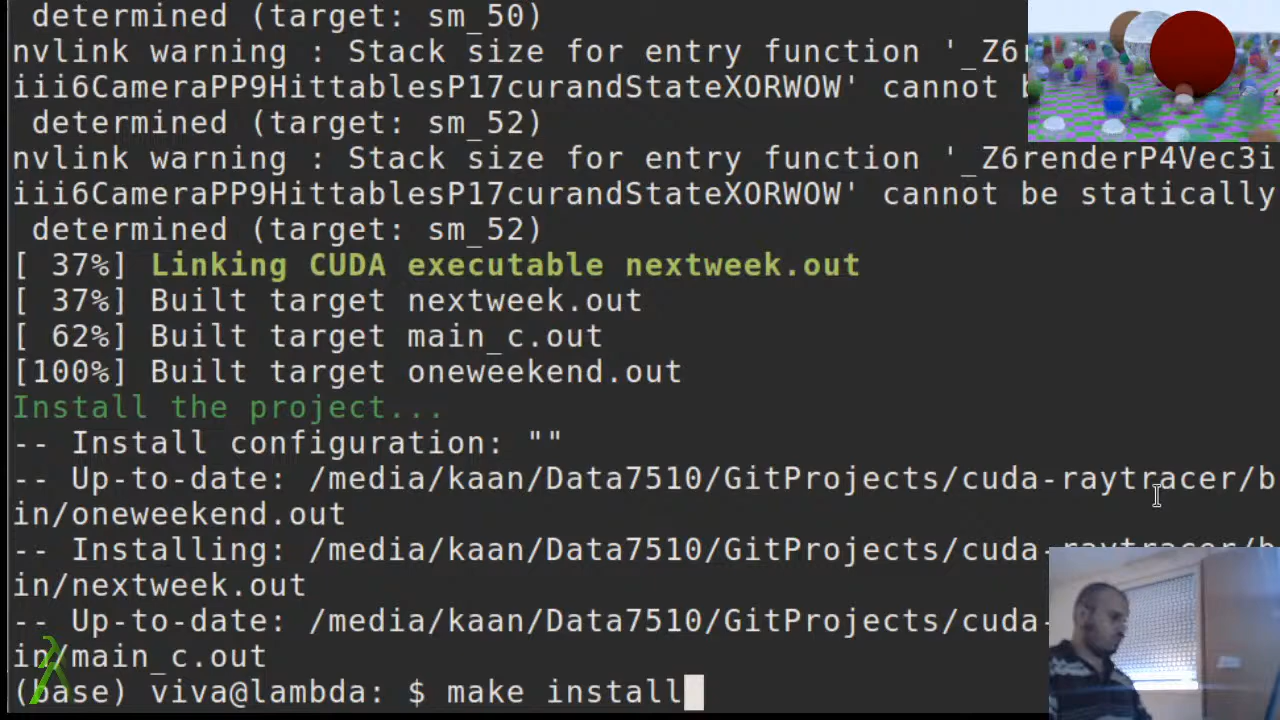 determined (target: sm_50)
nvlink warning : Stack size for entry function '_Z6
iii6CameraPP9HittablesP17curandStateXORWOW' cannot
determined (target: sm_52)
nvlink warning : Stack size for entry function '_Z6renderP4Vec3i
iii6CameraPP9HittablesP17curandStateXORWOW' cannot be statically
determined (target: sm_52)
[ 37%] Linking CUDA executable nextweek.out
[ 37%] Built target nextweek.out
[ 62%] Built target main_c.out
[100%] Built target oneweekend.out
Install the project...
-- Install configuration: ""
-- Up-to-date: /media/kaan/Data7510/GitProjects/cuda-raytracer/b
in/oneweekend.out
-- Installing: /media/kaan/Data7510/GitProjects/cuda-raytracer/b
in/nextweek.out
-- Up-to-date: /media/kaan/Data7510/GitProjects/cuda-
in/main_c.out
(base) viva@lambda: $ make install